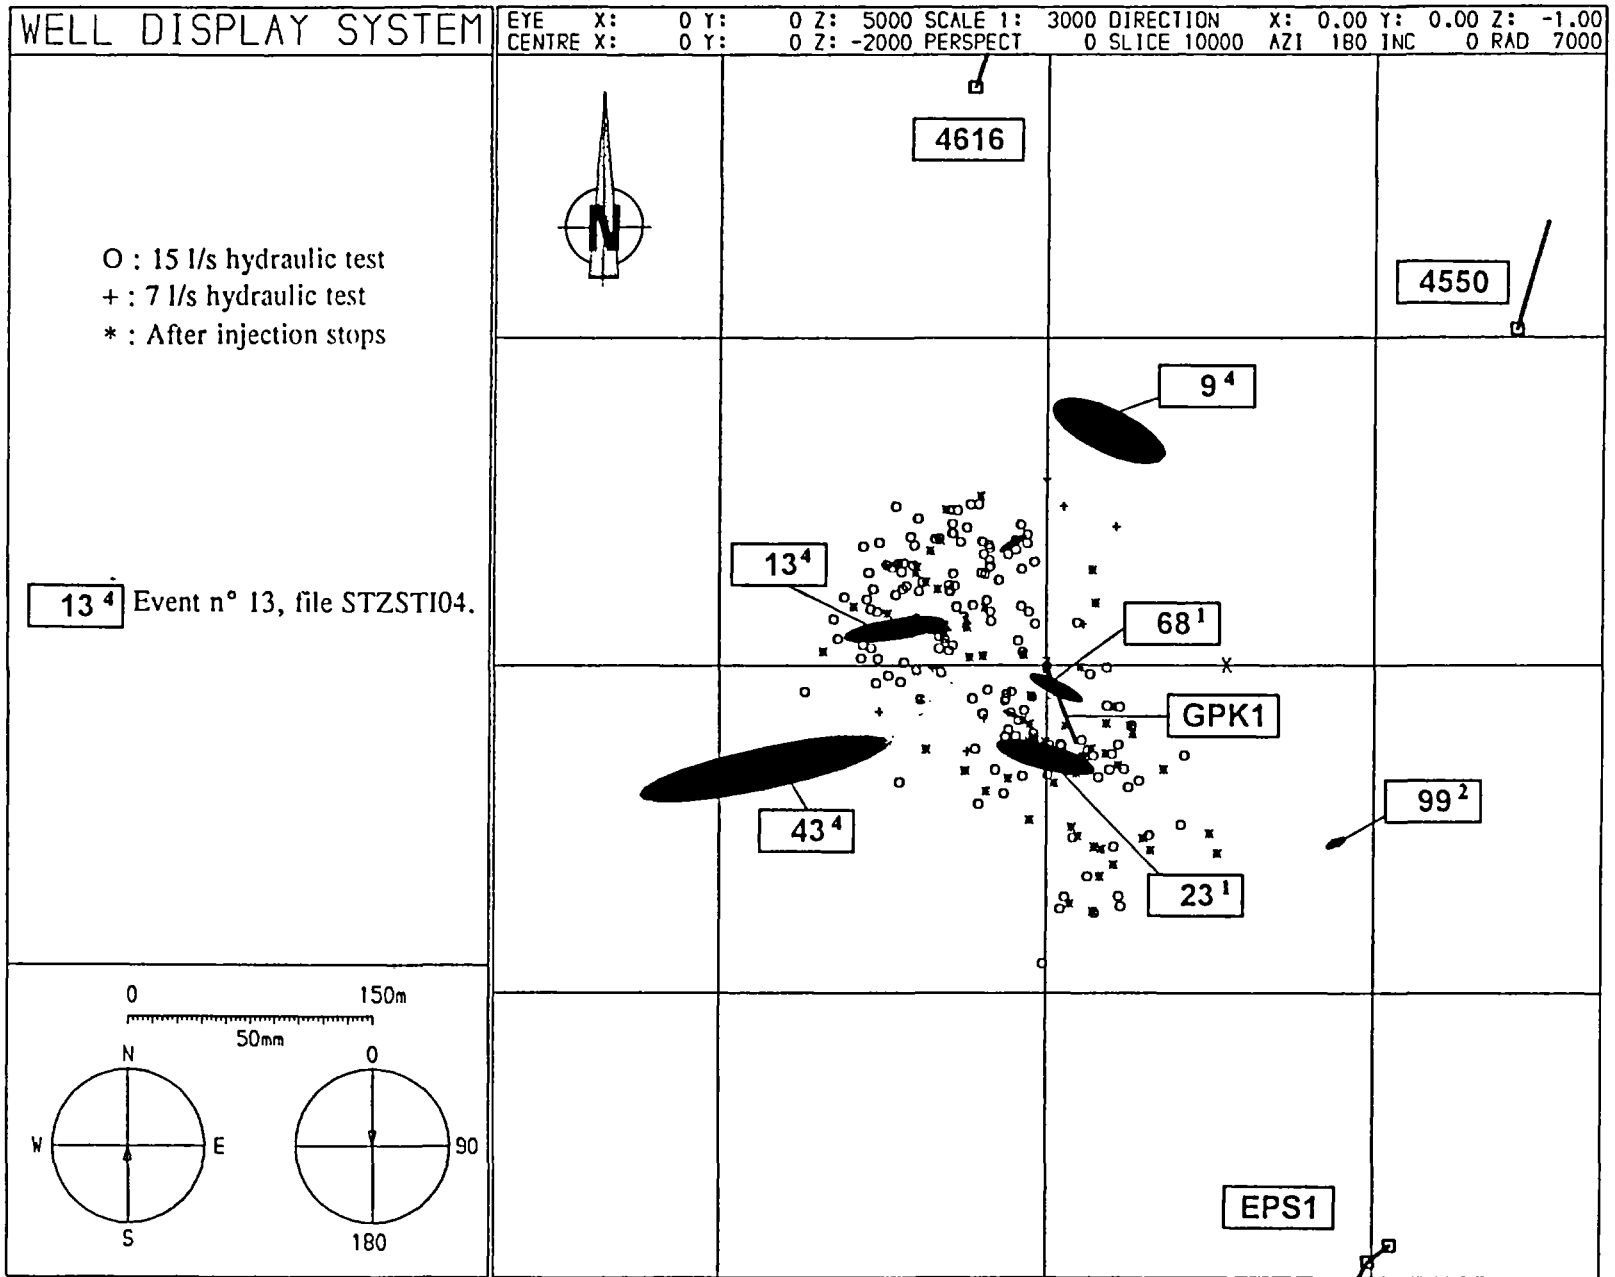 WELL DISPLAY SYSTEM
EYE X: 0 Y: 0 Z: 5000 SCALE 1: 3000 DIRECTION X: 0.00 Y: 0.00 Z: -1.00
CENTRE X: 0 Y: 0 Z: -2000 PERSPECT 0 SLICE 10000 AZI 180 INC 0 RAD 7000
O : 15 l/s hydraulic test
+ : 7 l/s hydraulic test
* : After injection stops
13 4 Event n° 13, file STZSTI04.
0 150m
50mm
N
W E
S
0
90
180
N
4616
4550
9 4
13 4
68 1
X
GPK1
43 4
99 2
23 1
EPS1